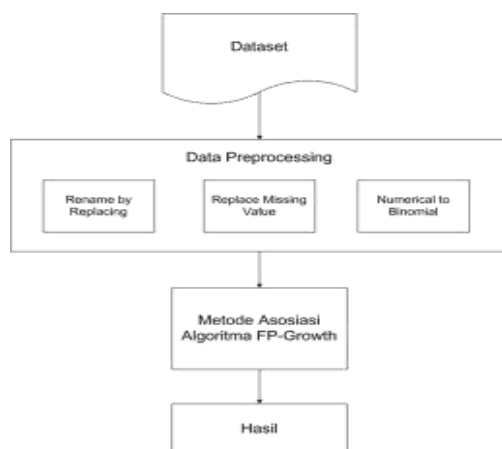 Dataset
Data Preprocessing
Rename by
Replacing
Replace Missing
Value
Numerical to
Binomial
Metode Asosiasi
Algoritma FP-Growth
Hasil